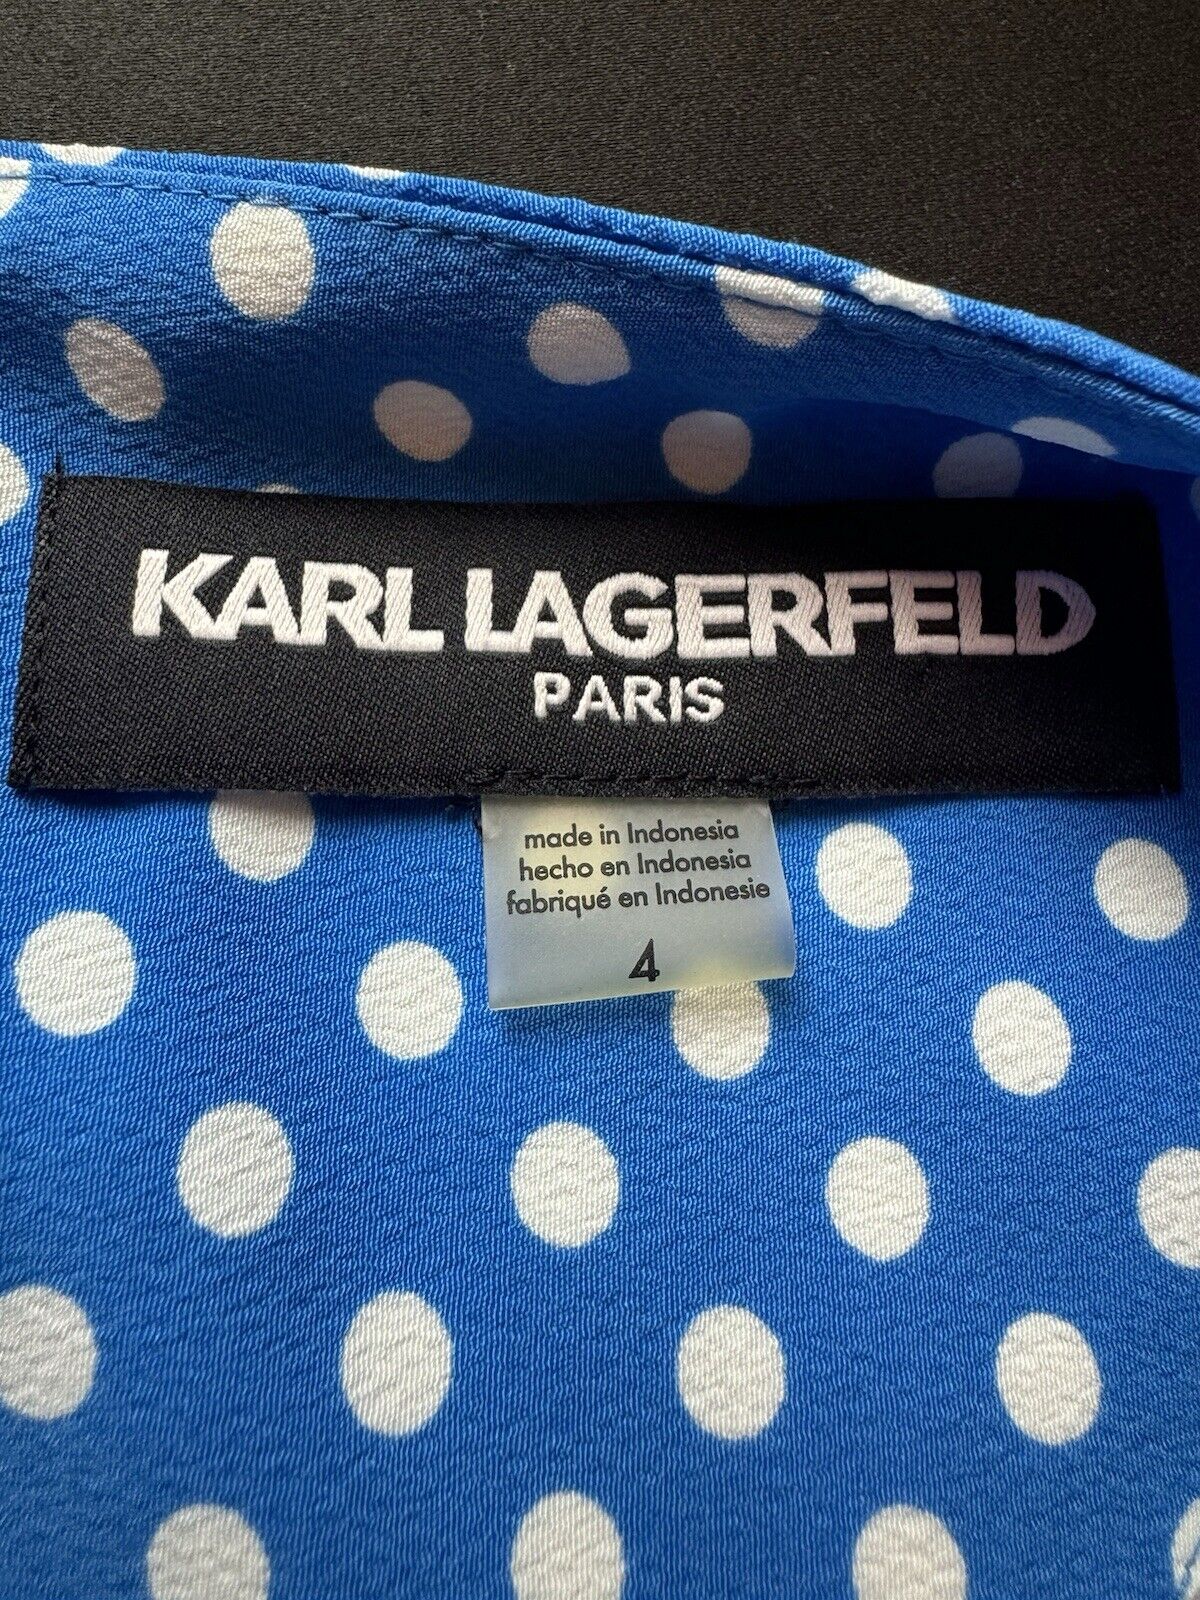 KARL LAGERFELD
PARIS
made in Indonesia
hecho en Indonesia
fabriqué en Indonesie
4